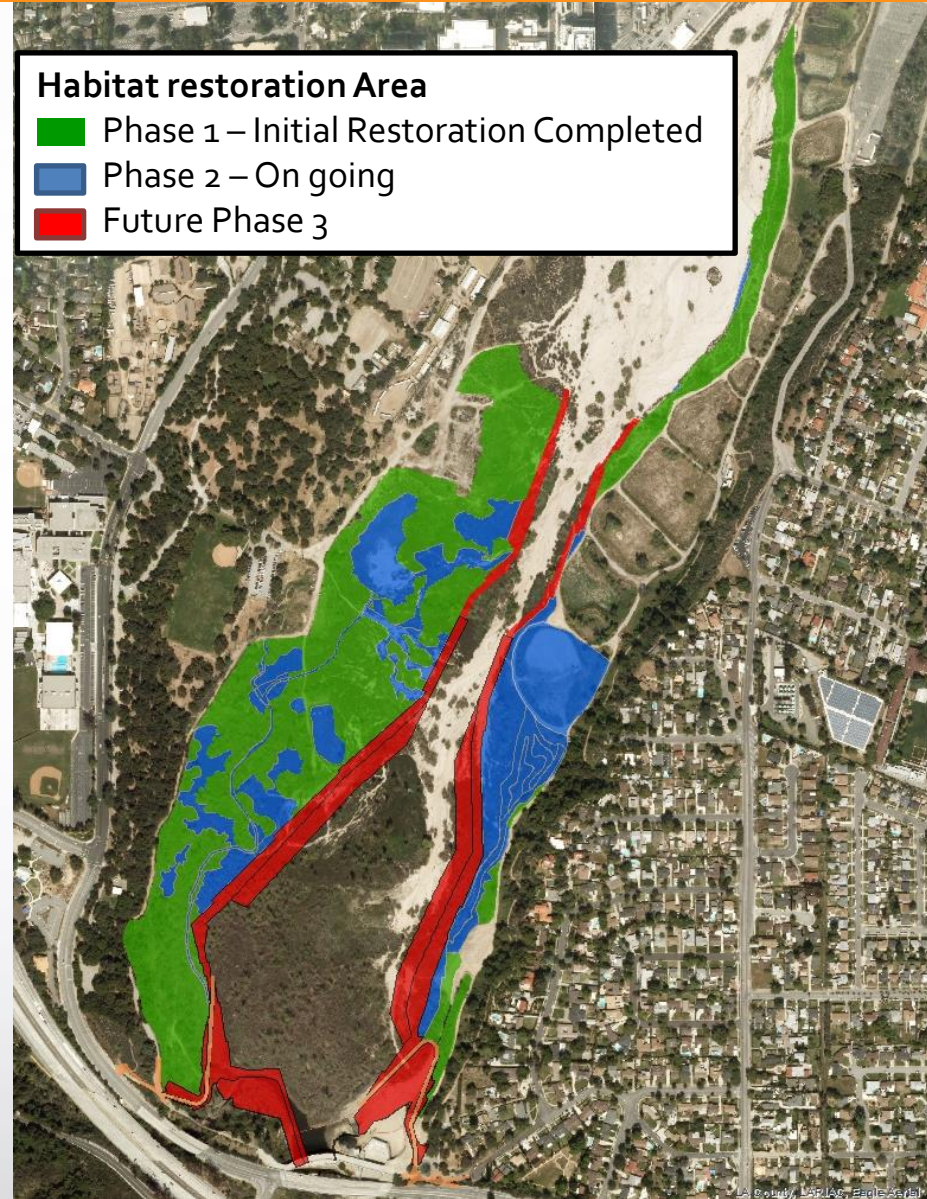 Habitat restoration Area
Phase 1 – Initial Restoration Completed
Phase 2 – On going
Future Phase 3
LA County, LARIAC, Eagle Aerial